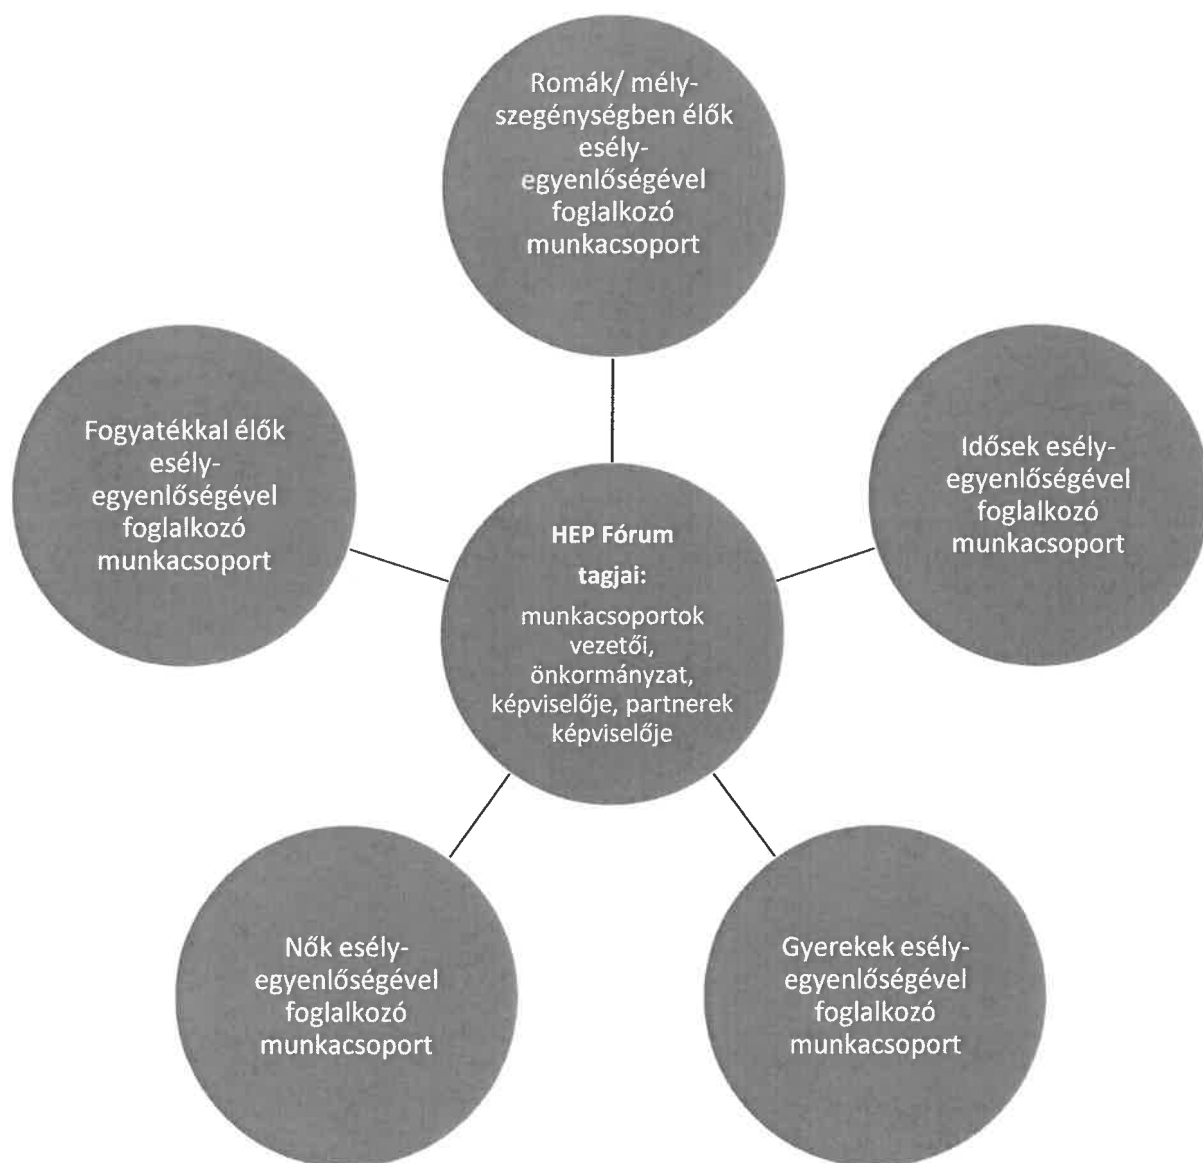 Romák/ mély-
szegénységben élők
esély-
egyenlőségével
foglalkozó
munkacsoport
Fogyatékkal élők
esély-
egyenlőségével
foglalkozó
munkacsoport
Idősek esély-
egyenlőségével
foglalkozó
munkacsoport
HEP Fórum
tagjai:
munkacsoportok
vezetői,
önkormányzat,
képviselője, partnerek
képviselője
Nők esély-
egyenlőségével
foglalkozó
munkacsoport
Gyerekek esély-
egyenlőségével
foglalkozó
munkacsoport